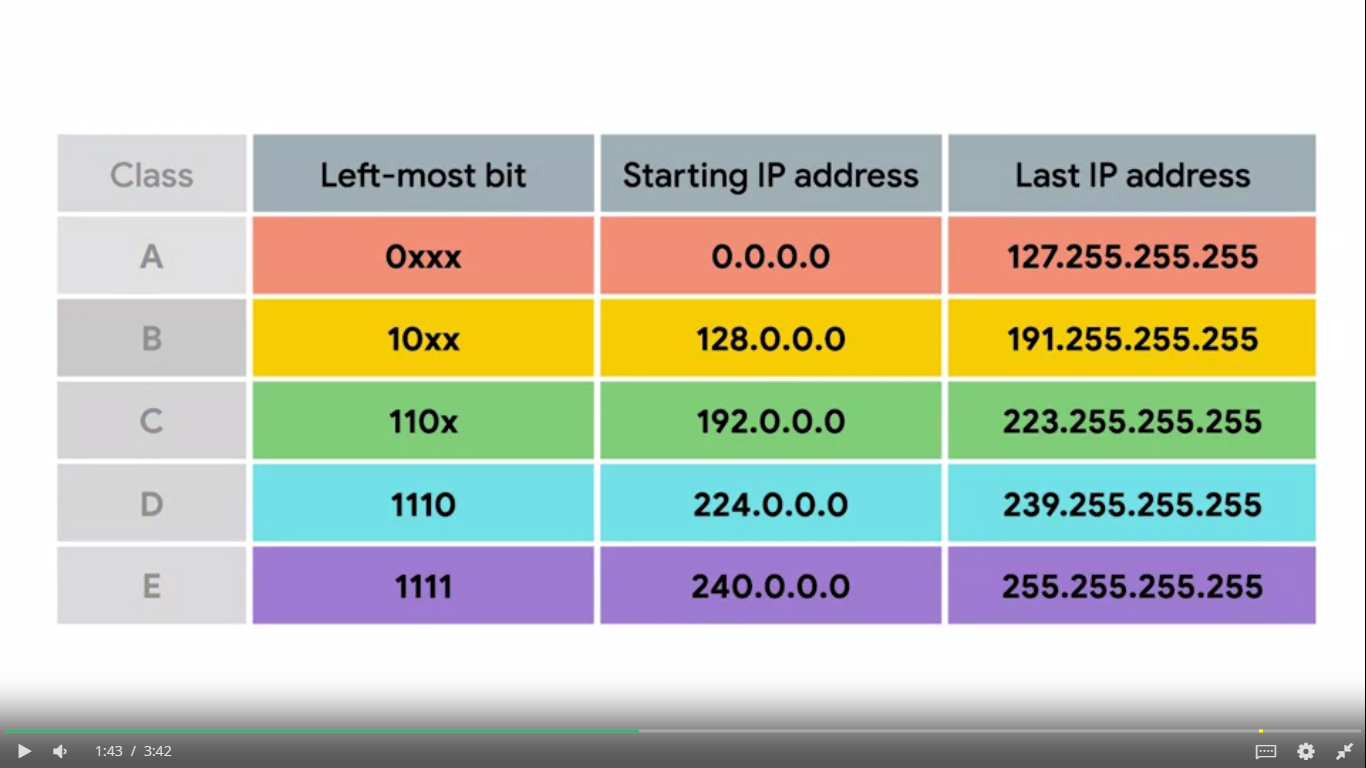 Class Left-most bit Starting IP address Last IP address
A 0xxx 0.0.0.0 127.255.255.255
B 10xx 128.0.0.0 191.255.255.255
C 110x 192.0.0.0 223.255.255.255
D 1110 224.0.0.0 239.255.255.255
E 1111 240.0.0.0 255.255.255.255
1:43 / 3:42